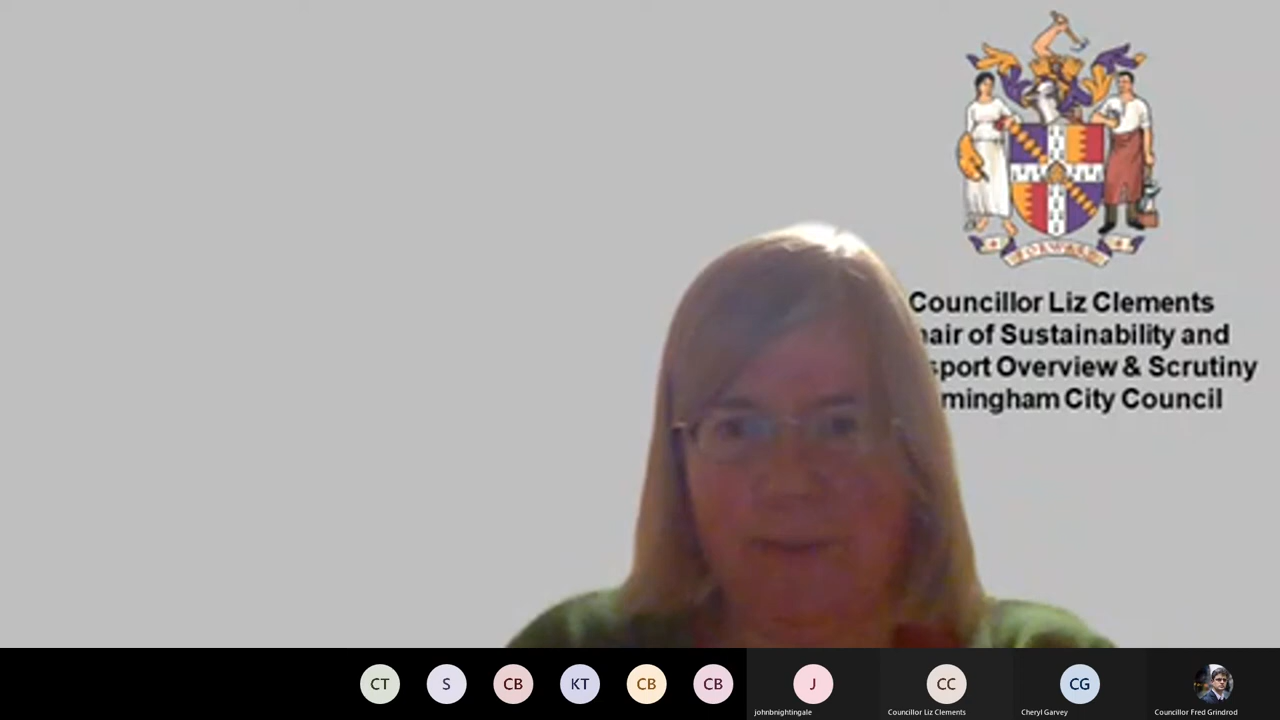 FORWARD
Councillor Liz Clements
hair of Sustainability and
sport Overview & Scrutiny
mingham City Council
CT
S
CB
KT
CB
CB
J
CC
CG
johnbnightingale
Councillor Liz Clements
Cheryl Garvey
Councillor Fred Grindrod